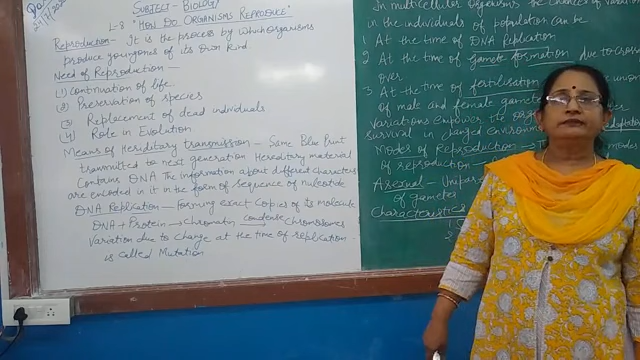 Date
21/7/2020
SUBJECT - BIOLOGY
L-8 "HOW DO ORGANISMS REPRODUCE"
Reproduction - It is the process by which organisms
produce young ones of its own kind
Need of Reproduction -
(1) Continuation of life
(2) Preservation of species
(3) Replacement of dead individuals
(4) Role in Evolution
Means of Hereditary transmission - Same Blue Print
transmitted to next generation Hereditary material
Contains DNA The information about different characters
are encoded in it in the form of sequence of nucleotide
DNA Replication - forming exact copies of its molecule
DNA + Protein → chromatin condense chromosomes
Variation due to change at the time of replication -
is called Mutation
In multicellular organisms the chances of variation
in the individuals of population can be
1 At the time of DNA replication
2 At the time of gamete formation due to cross
over
3 At the time of fertilisation
of male and female gamete
variations empower the
survival in changed environment
Modes of Reproduction - modes
of reproduction
Asexual - Unipar
of gametes
Characteristics